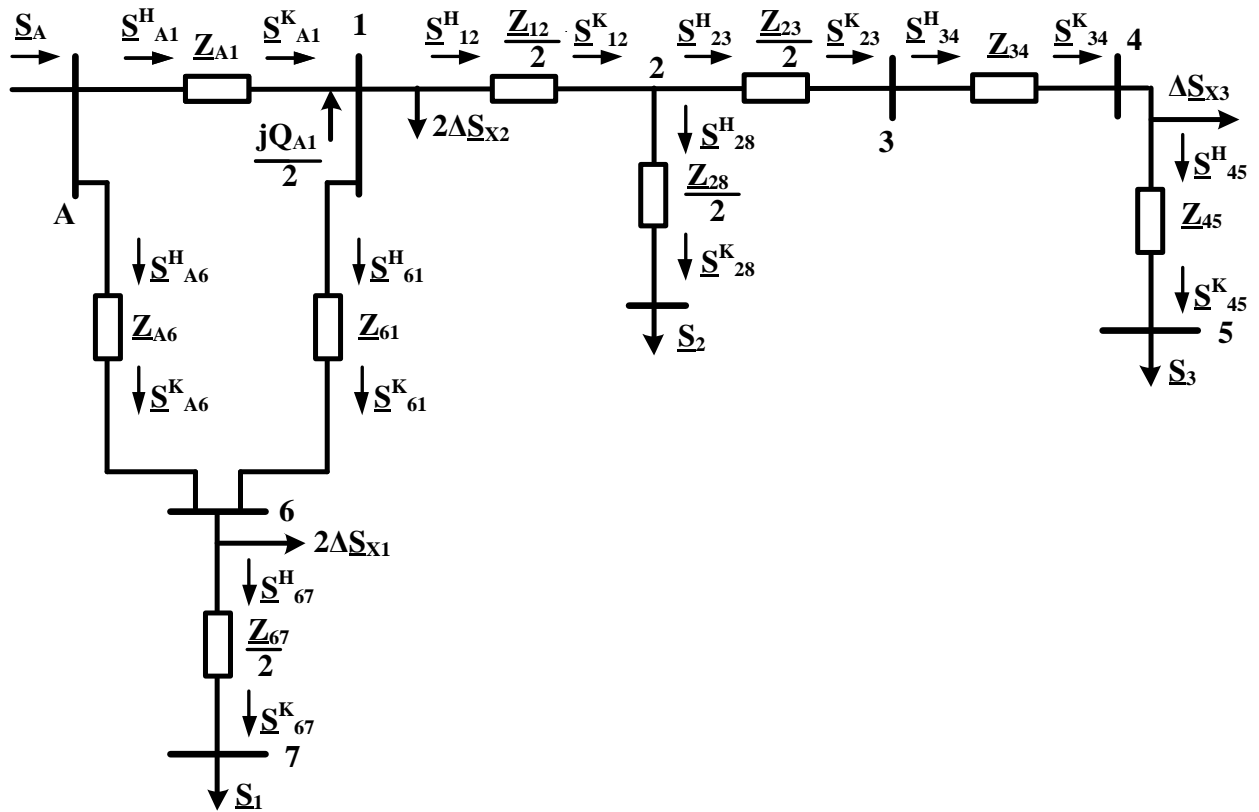 S_A
S^H_A1
Z_A1
S^K_A1
1
S^H_12
Z_12
2
S^K_12
S^H_23
Z_23
2
S^K_23
S^H_34
Z_34
S^K_34
4
2
ΔS_X3
jQ_A1
2
2ΔS_X2
S^H_28
3
S^H_45
Z_28
2
A
Z_45
S^H_A6
S^H_61
S^K_28
S^K_45
Z_A6
Z_61
S_2
5
S^K_A6
S^K_61
S_3
6
2ΔS_X1
S^H_67
Z_67
2
S^K_67
7
S_1